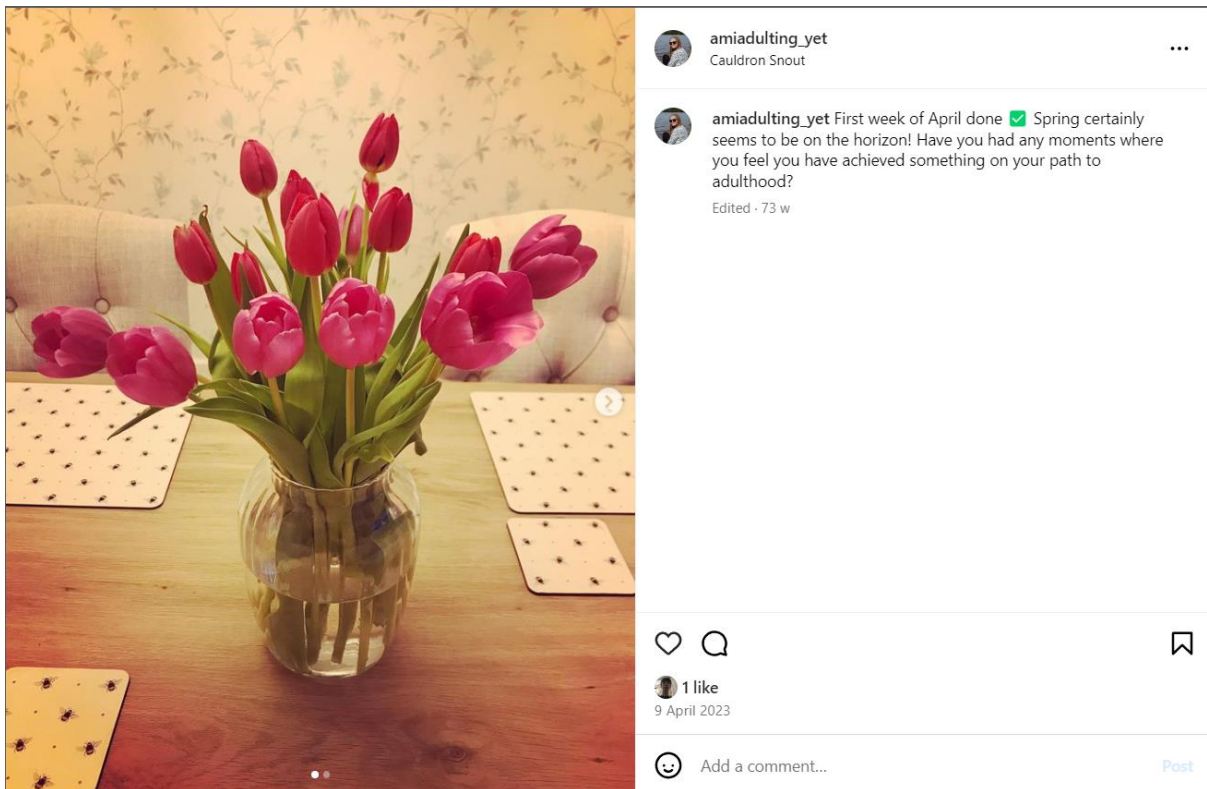 amiadulting_yet
Cauldron Snout
amiadulting_yet First week of April done ✅ Spring certainly
seems to be on the horizon! Have you had any moments where
you feel you have achieved something on your path to
adulthood?
Edited · 73 w
1 like
9 April 2023
Add a comment...
Post